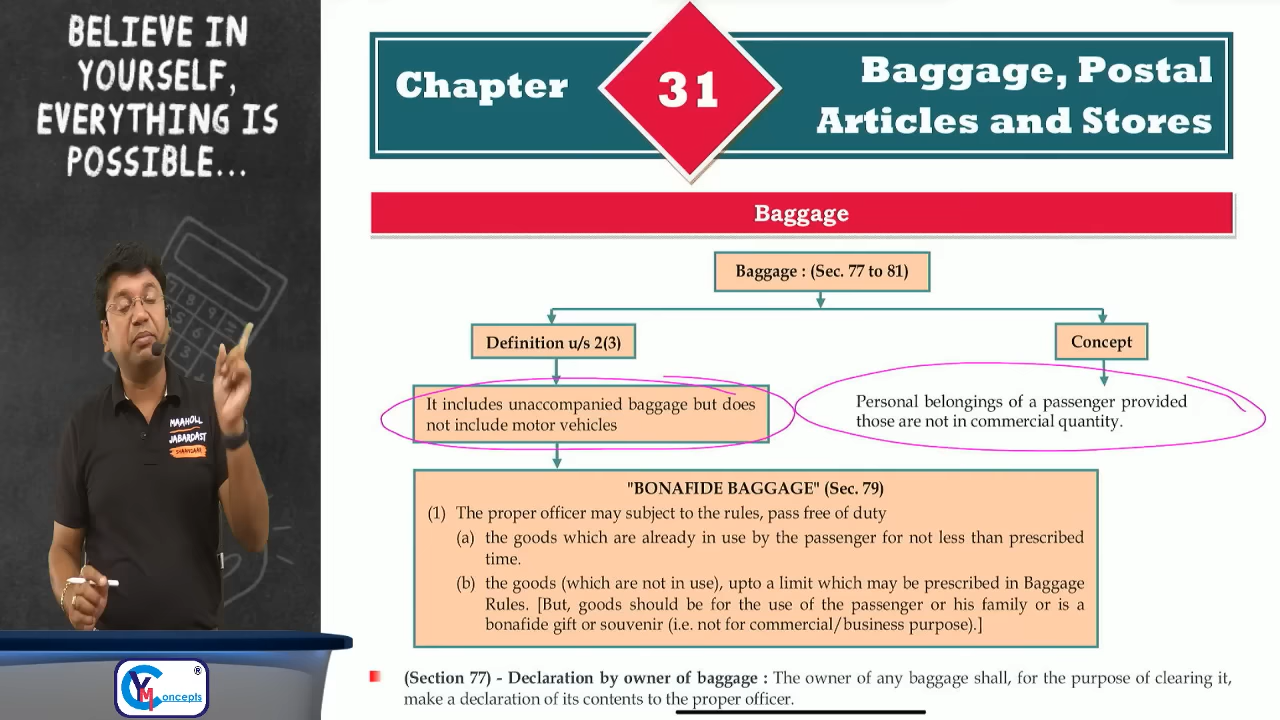 BELIEVE IN
YOURSELF,
EVERYTHING IS
POSSIBLE...
Chapter
31
Baggage, Postal
Articles and Stores
Baggage
Baggage : (Sec. 77 to 81)
Definition u/s 2(3)
Concept
It includes unaccompanied baggage but does
not include motor vehicles
Personal belongings of a passenger provided
those are not in commercial quantity.
"BONAFIDE BAGGAGE" (Sec. 79)
(1) The proper officer may subject to the rules, pass free of duty
(a) the goods which are already in use by the passenger for not less than prescribed
time.
(b) the goods (which are not in use), upto a limit which may be prescribed in Baggage
Rules. [But, goods should be for the use of the passenger or his family or is a
bonafide gift or souvenir (i.e. not for commercial/business purpose).]
(Section 77) - Declaration by owner of baggage : The owner of any baggage shall, for the purpose of clearing it,
make a declaration of its contents to the proper officer.
MAAHOLL
JABARDAST
YM Concepts
®